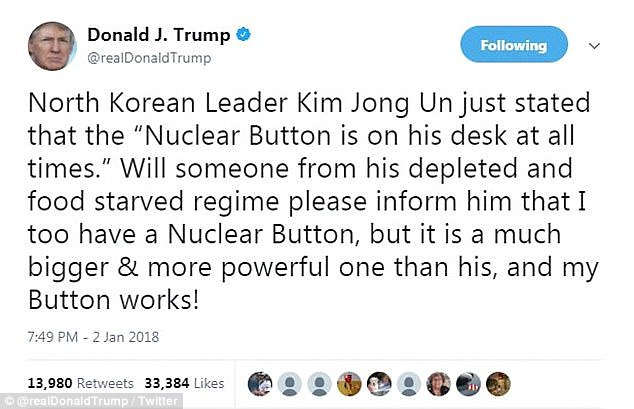 Donald J. Trump
@realDonaldTrump
Following
North Korean Leader Kim Jong Un just stated
that the “Nuclear Button is on his desk at all
times.” Will someone from his depleted and
food starved regime please inform him that I
too have a Nuclear Button, but it is a much
bigger & more powerful one than his, and my
Button works!
7:49 PM - 2 Jan 2018
13,980 Retweets 33,384 Likes
© @realDonaldTrump / Twitter